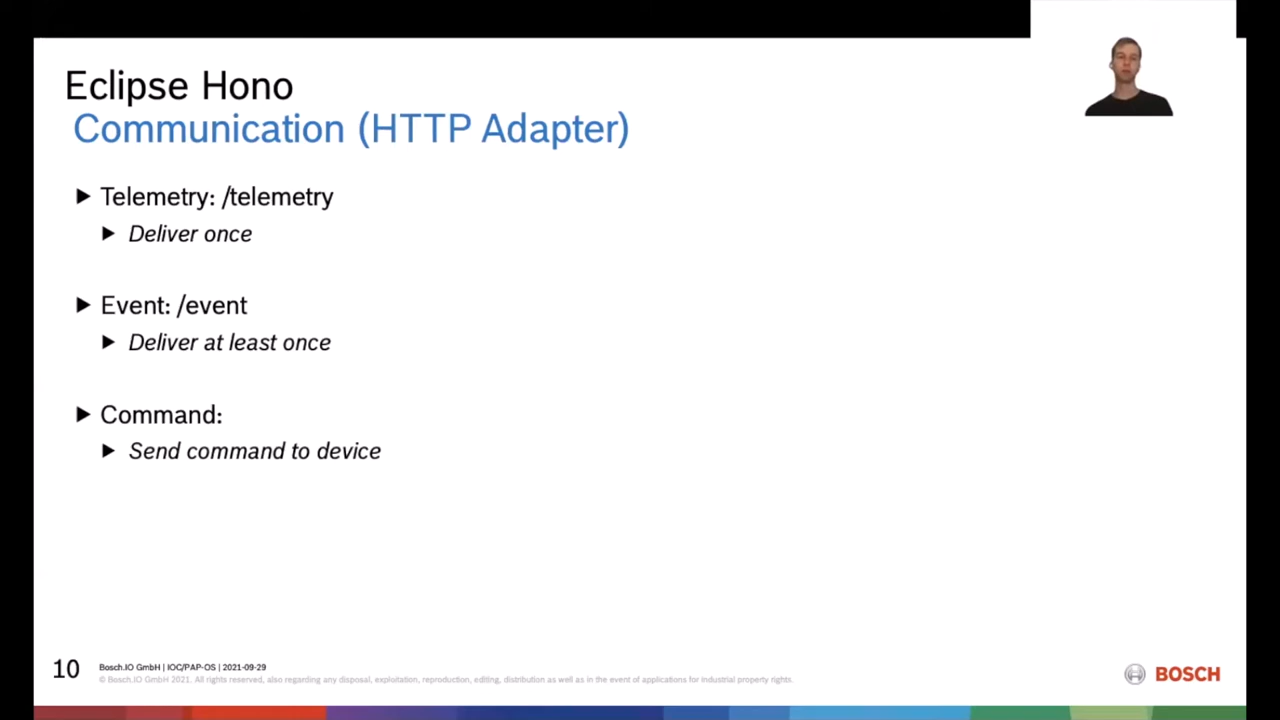 Eclipse Hono
Communication (HTTP Adapter)
Telemetry: /telemetry
Deliver once
Event: /event
Deliver at least once
Command:
Send command to device
10
Bosch.IO GmbH | IOC/PAP-OS | 2021-09-29
© Bosch.IO GmbH 2021. All rights reserved, also regarding any disposal, exploitation, reproduction, editing, distribution as well as in the event of applications for industrial property rights.
BOSCH